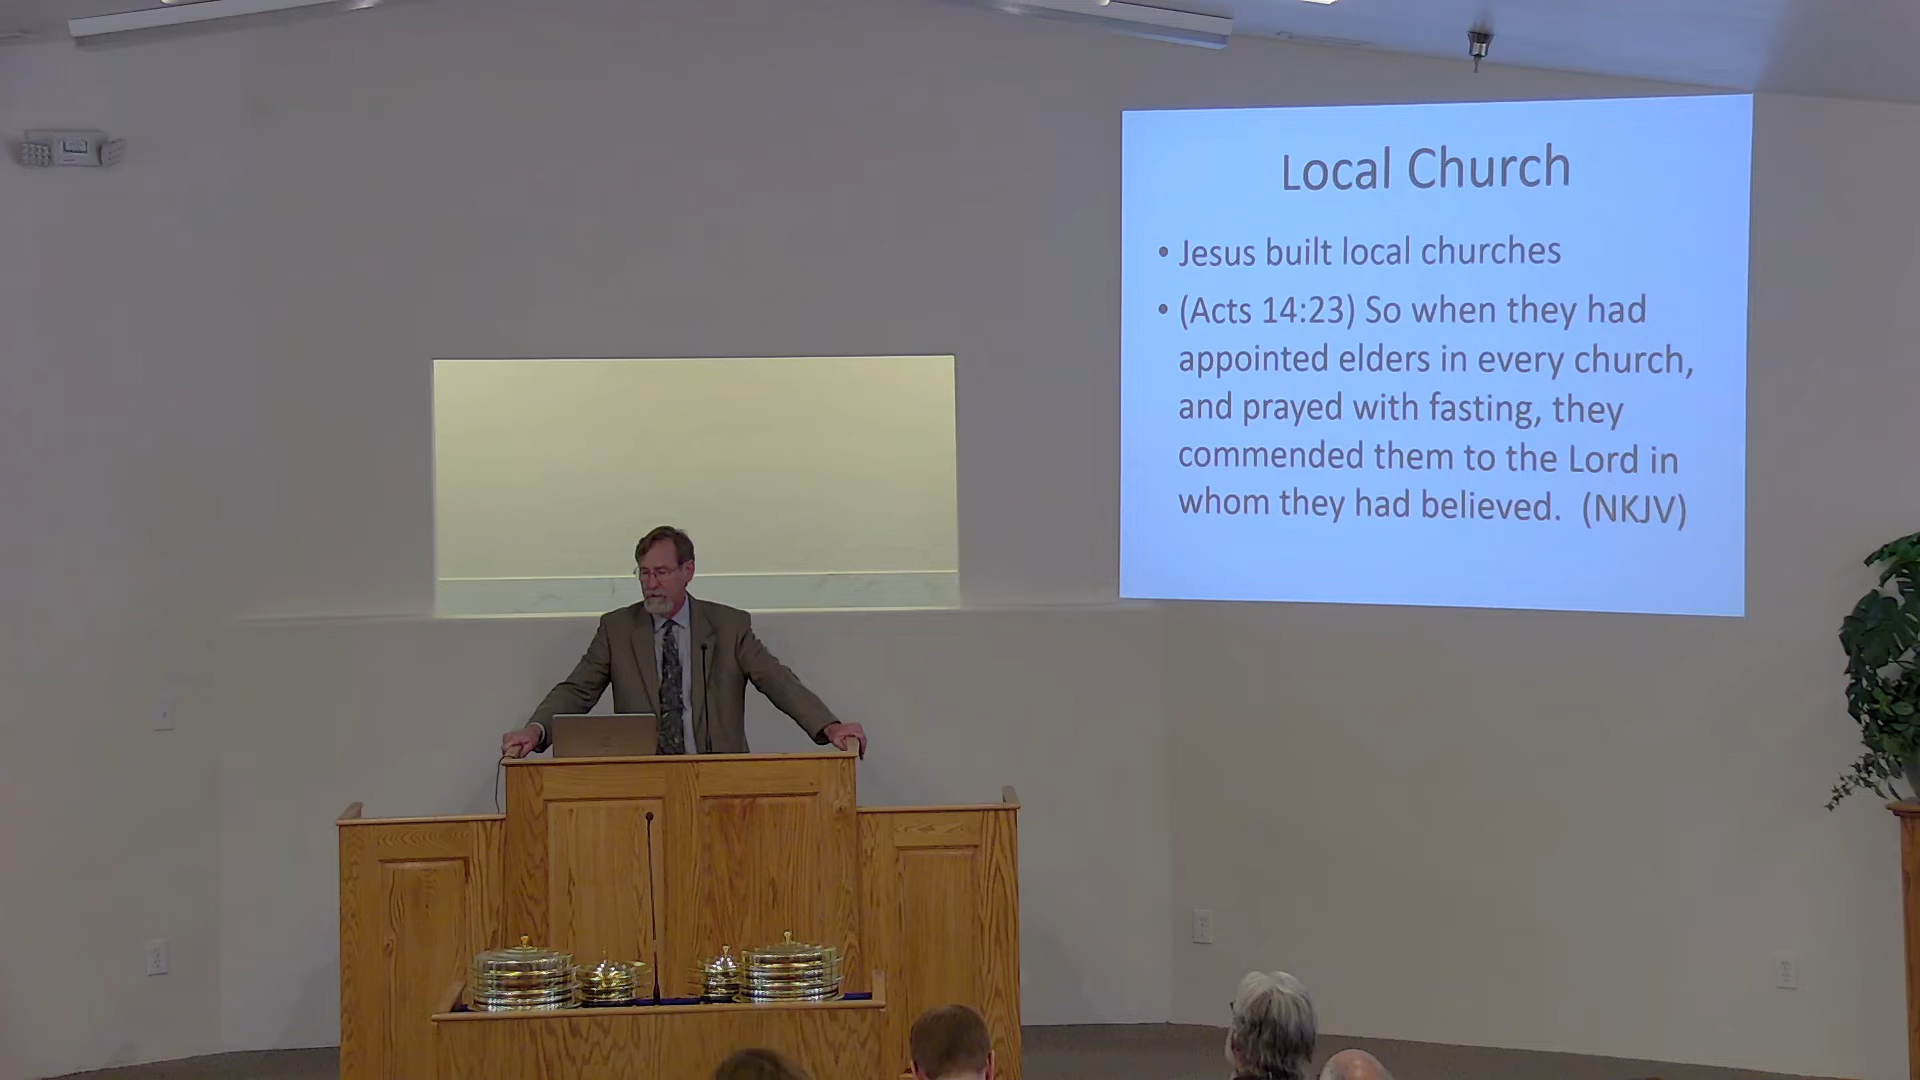 Local Church
• Jesus built local churches
• (Acts 14:23) So when they had
appointed elders in every church,
and prayed with fasting, they
commended them to the Lord in
whom they had believed.  (NKJV)